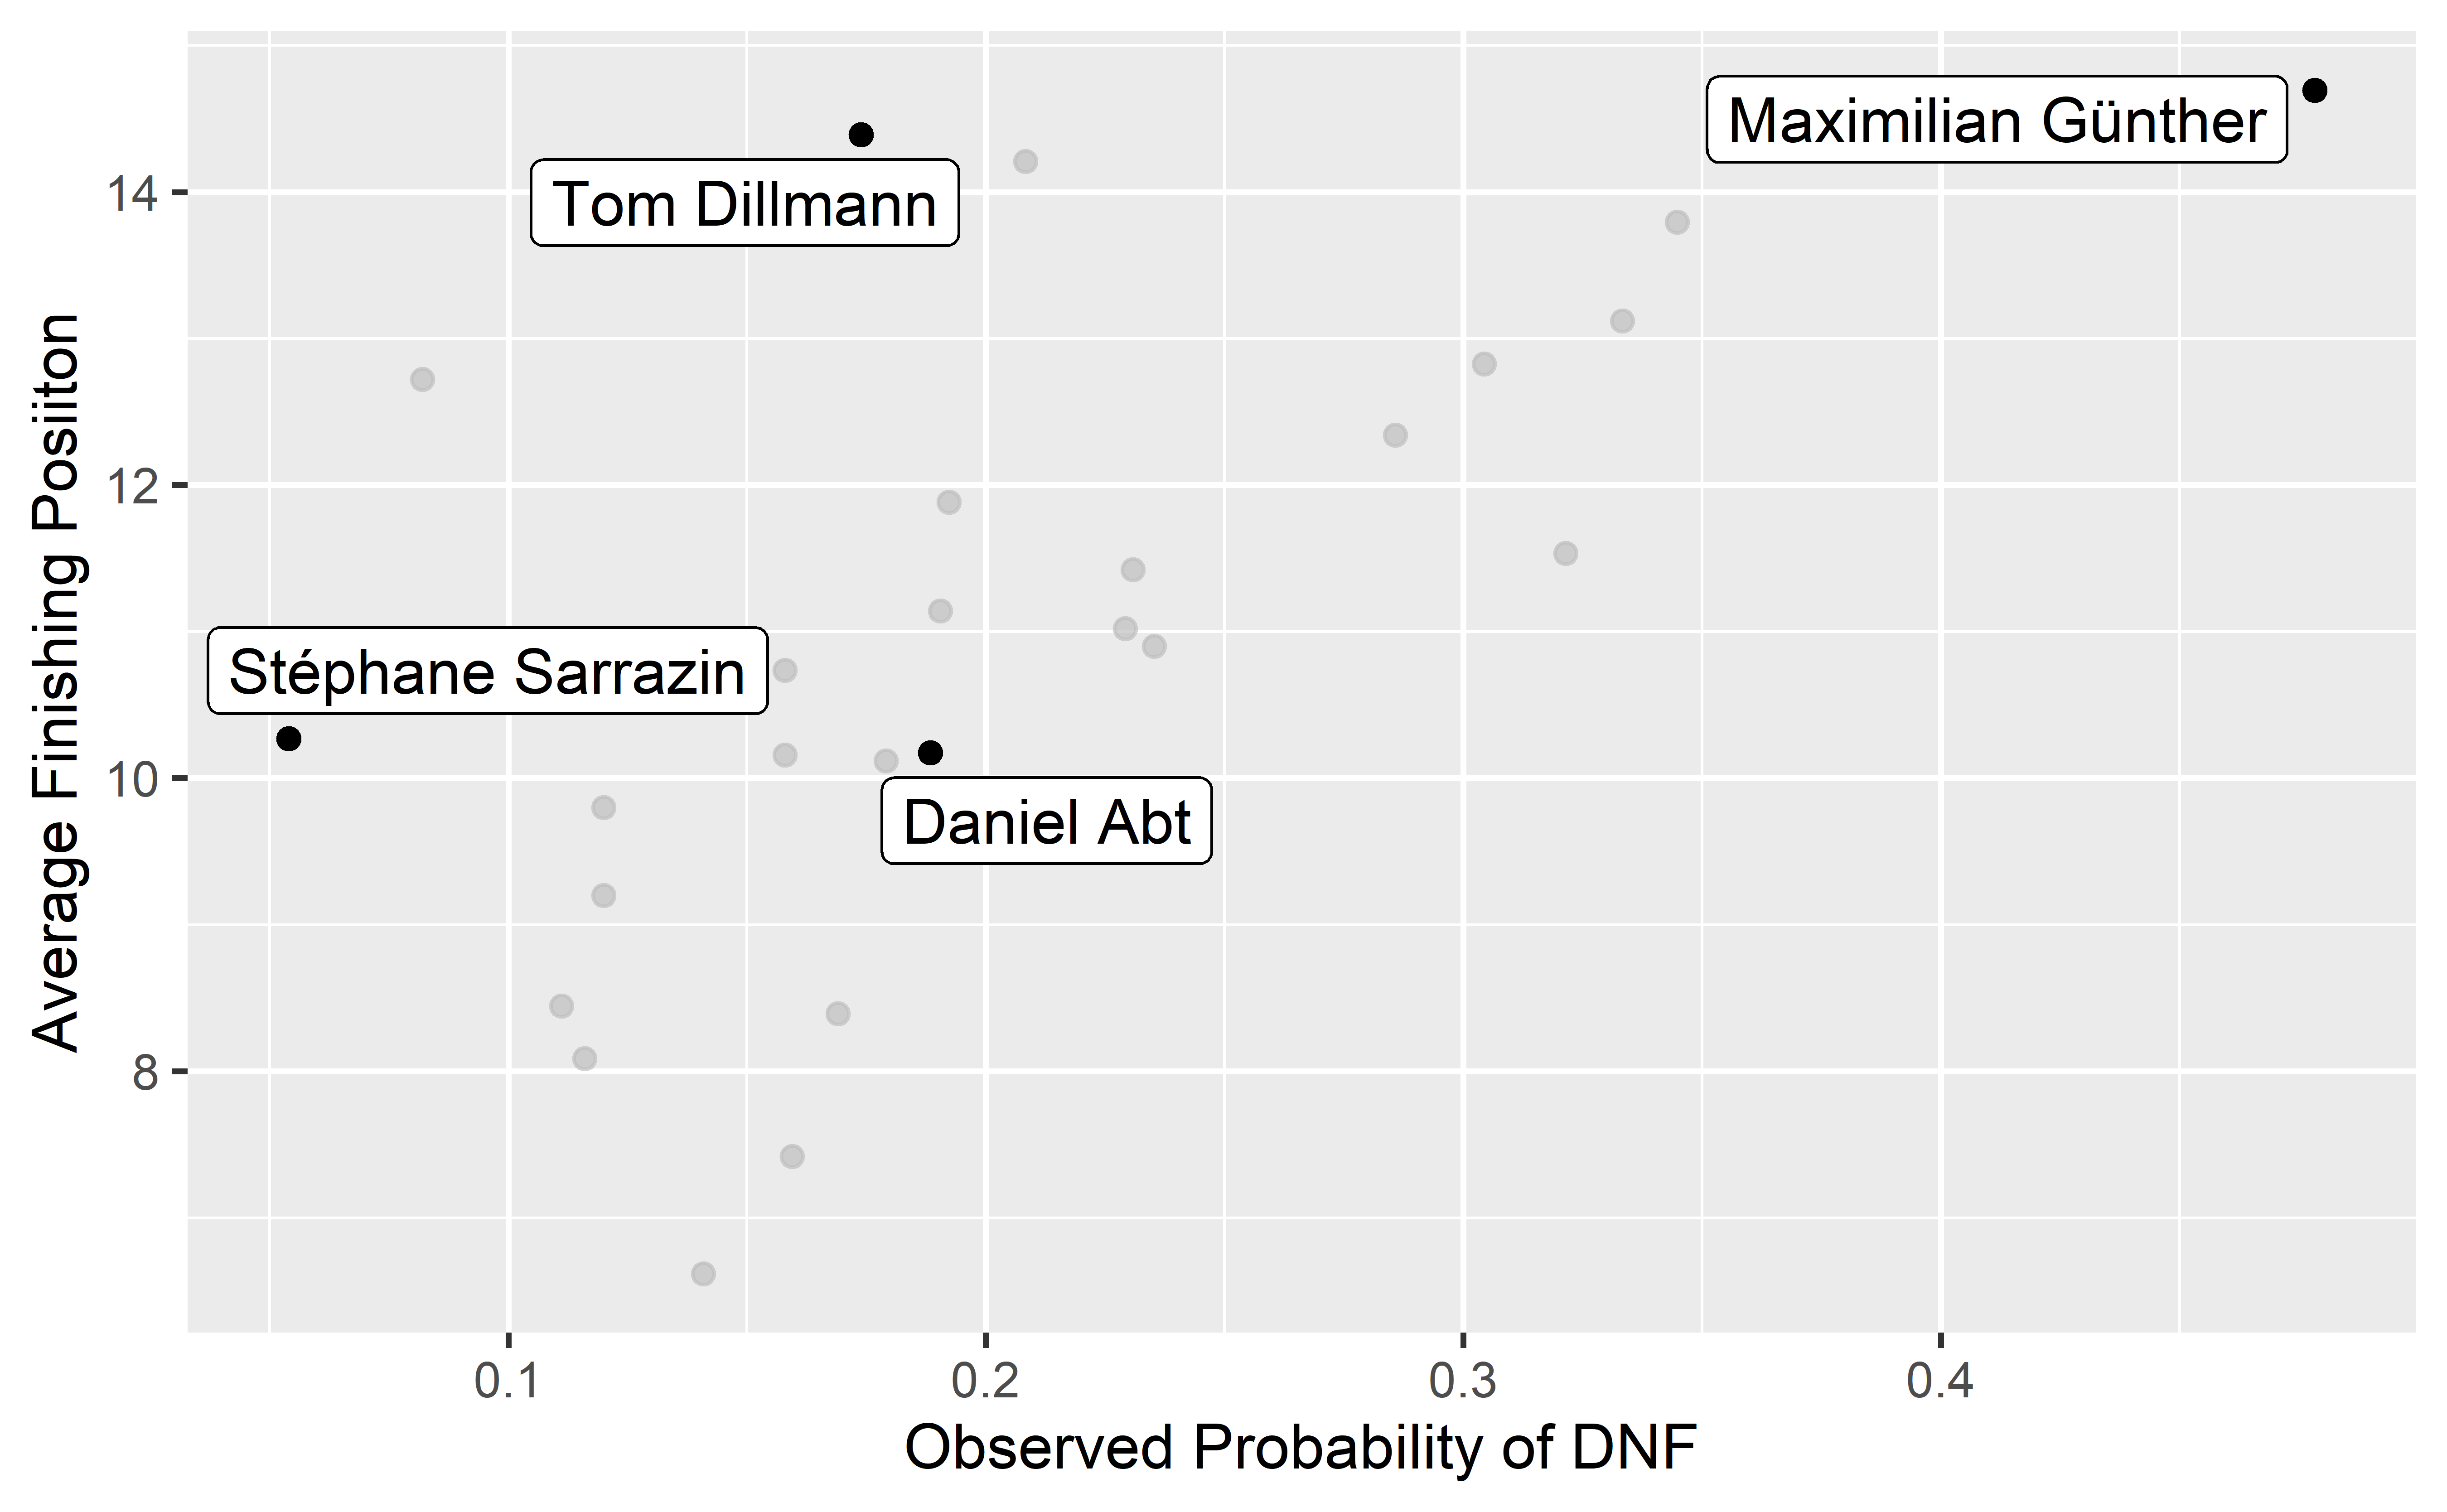 Maximilian Günther
Tom Dillmann
14
12
Stéphane Sarrazin
10
Daniel Abt
8
Average Finishing Posiiton
0.1
0.2
0.3
0.4
Observed Probability of DNF